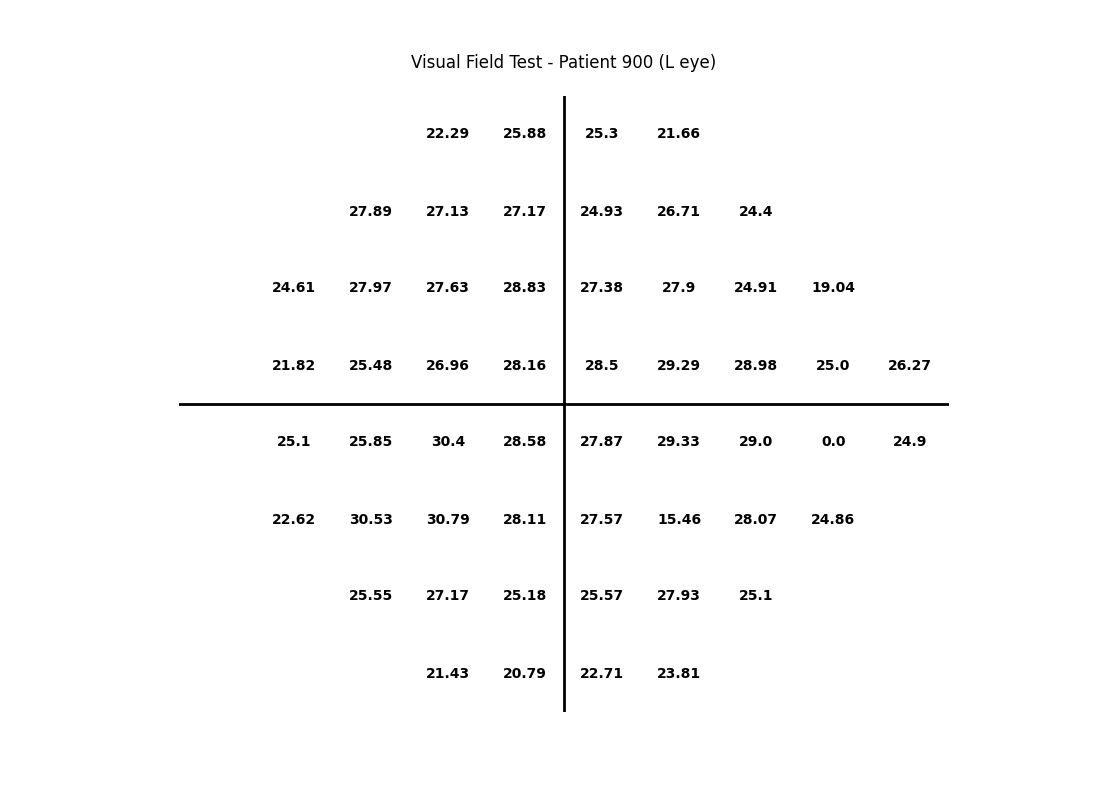 Visual Field Test - Patient 900 (L eye)
22.29 25.88 25.3 21.66
27.89 27.13 27.17 24.93 26.71 24.4
24.61 27.97 27.63 28.83 27.38 27.9 24.91 19.04
21.82 25.48 26.96 28.16 28.5 29.29 28.98 25.0 26.27
25.1 25.85 30.4 28.58 27.87 29.33 29.0 0.0 24.9
22.62 30.53 30.79 28.11 27.57 15.46 28.07 24.86
25.55 27.17 25.18 25.57 27.93 25.1
21.43 20.79 22.71 23.81